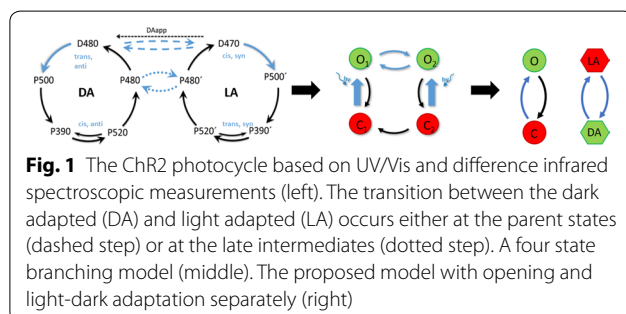 DAapp
D480
D470
trans,
anti
cis, syn
P500
P500´
P480
P480´
DA
LA
cis, anti
trans, syn
P390
P520
P520´
P390´
O1
O2
hν
hν
C
C
O
C
LA
DA
Fig. 1 The ChR2 photocycle based on UV/Vis and difference infrared
spectroscopic measurements (left). The transition between the dark
adapted (DA) and light adapted (LA) occurs either at the parent states
(dashed step) or at the late intermediates (dotted step). A four state
branching model (middle). The proposed model with opening and
light-dark adaptation separately (right)